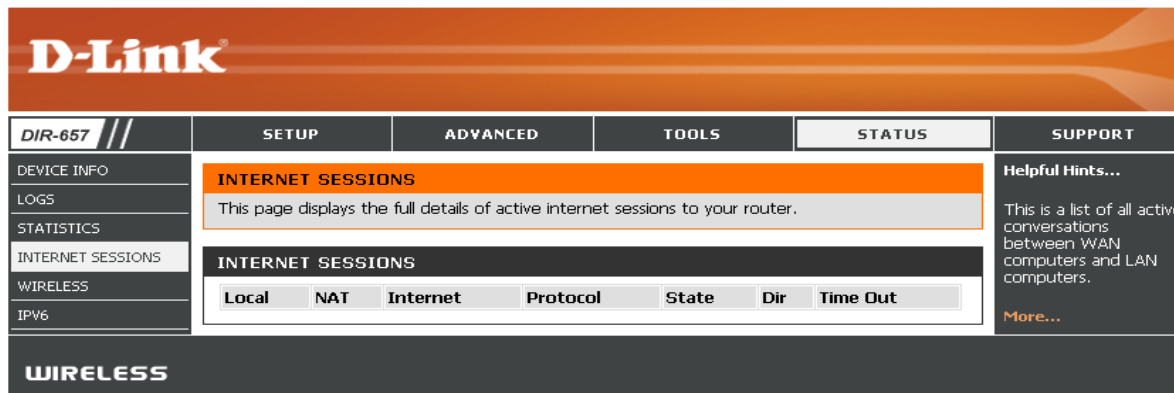 D-Link
DIR-657
SETUP
ADVANCED
TOOLS
STATUS
SUPPORT
DEVICE INFO
LOGS
STATISTICS
INTERNET SESSIONS
WIRELESS
IPV6
INTERNET SESSIONS
This page displays the full details of active internet sessions to your router.
INTERNET SESSIONS
Local NAT Internet Protocol State Dir Time Out
Helpful Hints...
This is a list of all active
conversations
between WAN
computers and LAN
computers.
More...
WIRELESS